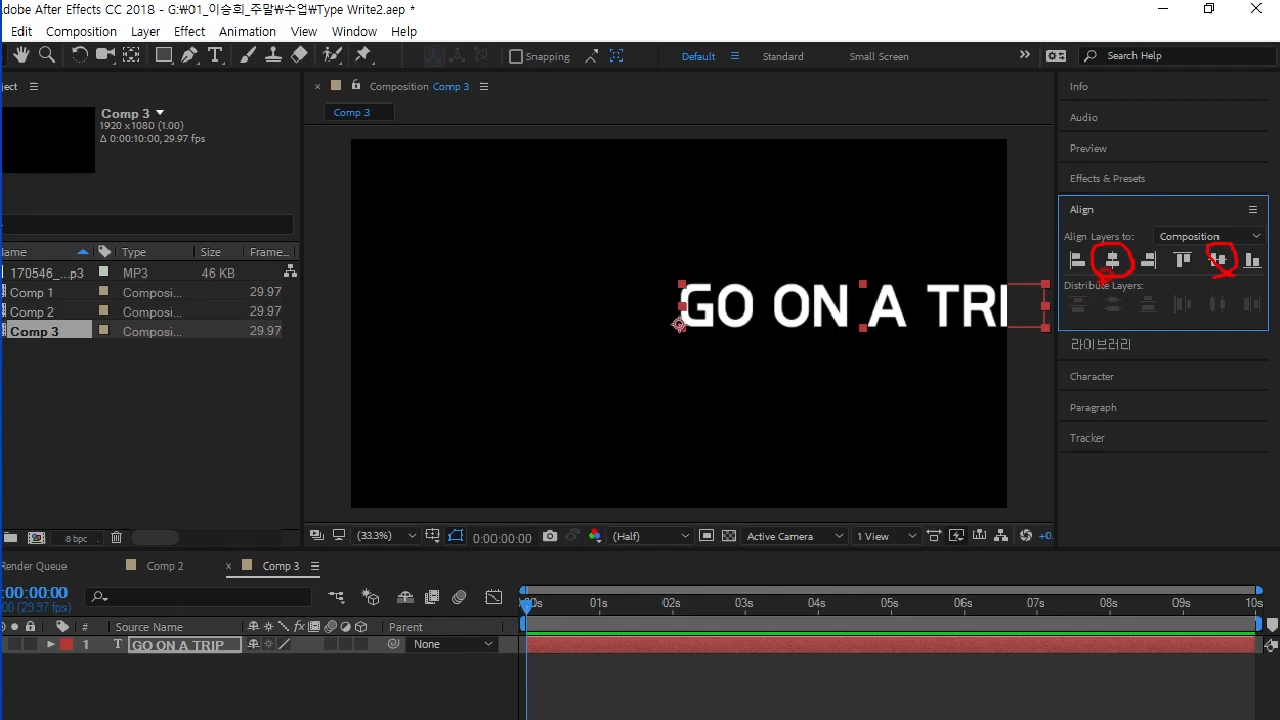 dobe After Effects CC 2018 - G:₩01_이승희_주말₩수업₩Type Write2.aep *
Edit Composition Layer Effect Animation View Window Help
Snapping Default Standard Small Screen Search Help
ject
Composition Comp 3
Comp 3
Comp 3
1920 x1080 (1.00)
Δ 0:00:10:00, 29.97 fps
Info
Audio
Preview
Effects & Presets
Align
Align Layers to: Composition
Distribute Layers:
라이브러리
Character
Paragraph
Tracker
GO ON A TRI
ame Type Size Frame...
170546_...p3 MP3 46 KB
Comp 1 Composi... 29.97
Comp 2 Composi... 29.97
Comp 3 Composi... 29.97
8 bpc
(33.3%) 0:00:00:00 (Half) Active Camera 1 View +0.
Render Queue Comp 2 Comp 3
:00:00:00
00 (29.97 fps)
00s 01s 02s 03s 04s 05s 06s 07s 08s 09s 10s
# Source Name fx Parent
1 T GO ON A TRIP None